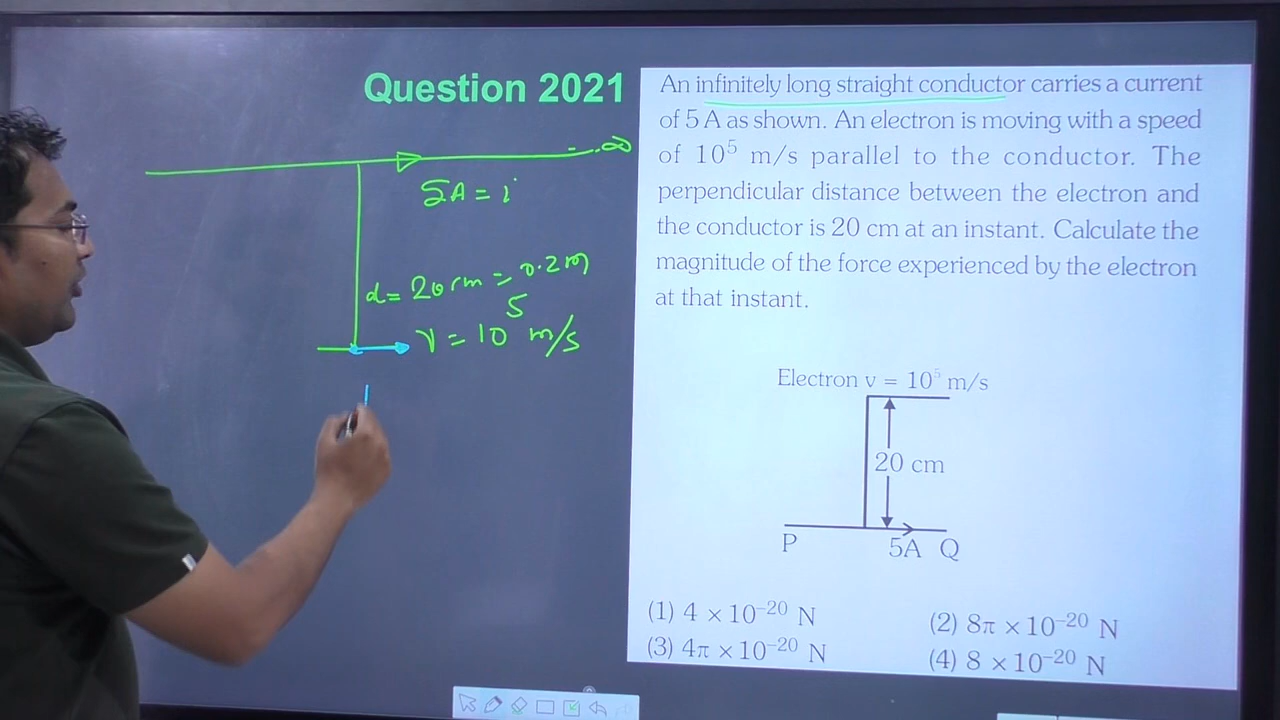 Question 2021
∞
5A = i
d = 20 cm = 0.2 m
v = 10⁵ m/s
An infinitely long straight conductor carries a current
of 5 A as shown. An electron is moving with a speed
of 10⁵ m/s parallel to the conductor. The
perpendicular distance between the electron and
the conductor is 20 cm at an instant. Calculate the
magnitude of the force experienced by the electron
at that instant.
Electron v = 10⁵ m/s
20 cm
P 5A Q
(1) 4 × 10⁻²⁰ N (2) 8π × 10⁻²⁰ N
(3) 4π × 10⁻²⁰ N (4) 8 × 10⁻²⁰ N